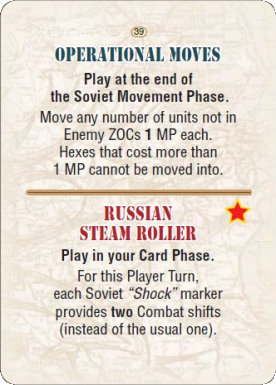 39
OPERATIONAL MOVES
Play at the end of
the Soviet Movement Phase.
Move any number of units not in
Enemy ZOCs 1 MP each.
Hexes that cost more than
1 MP cannot be moved into.
RUSSIAN
STEAM ROLLER
Play in your Card Phase.
For this Player Turn,
each Soviet “Shock” marker
provides two Combat shifts
(instead of the usual one).